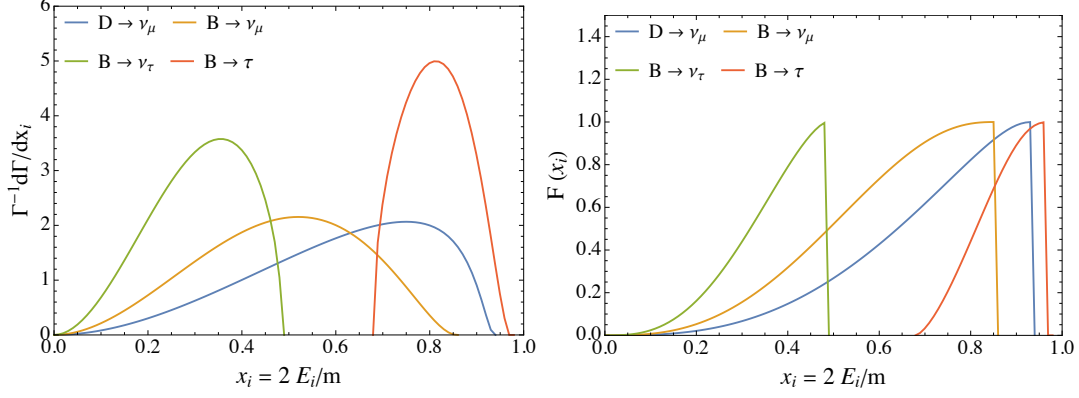 D → ν_μ B → ν_μ
B → ν_τ B → τ
Γ⁻¹dΓ/dx_i
6
5
4
3
2
1
0
0.0 0.2 0.4 0.6 0.8 1.0
x_i = 2 E_i/m
D → ν_μ B → ν_μ
B → ν_τ B → τ
F (x_i)
1.4
1.2
1.0
0.8
0.6
0.4
0.2
0.0
0.0 0.2 0.4 0.6 0.8 1.0
x_i = 2 E_i/m